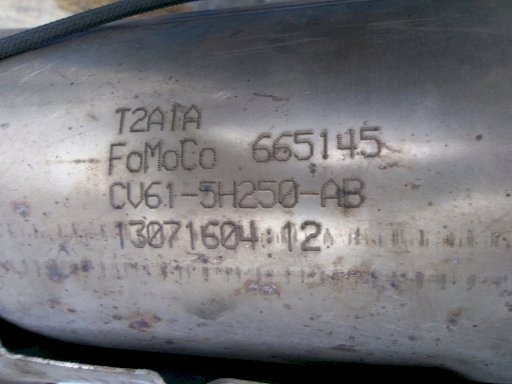 T2ATA
FoMoCo 665145
CV61-5H250-AB
13071604 12